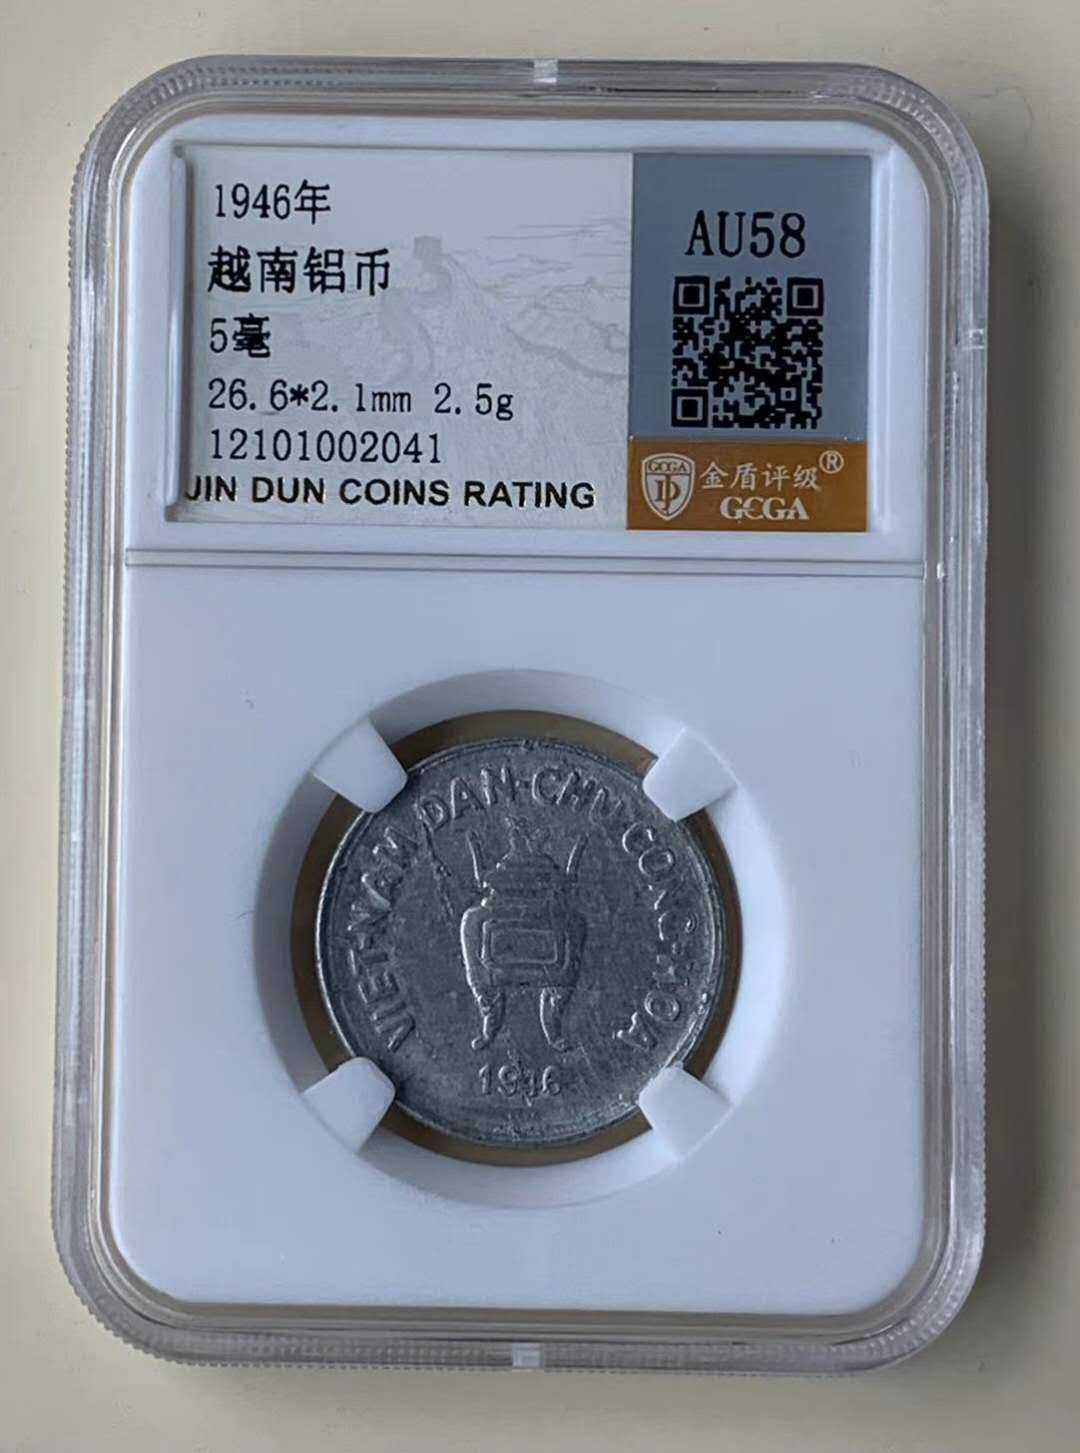 1946年
越南铝币
5毫
26.6*2.1mm 2.5g
12101002041
JIN DUN COINS RATING
AU58
GCGA
金盾评级®
GCGA
VIET-NAM DAN-CHU CONG-HOA
1946